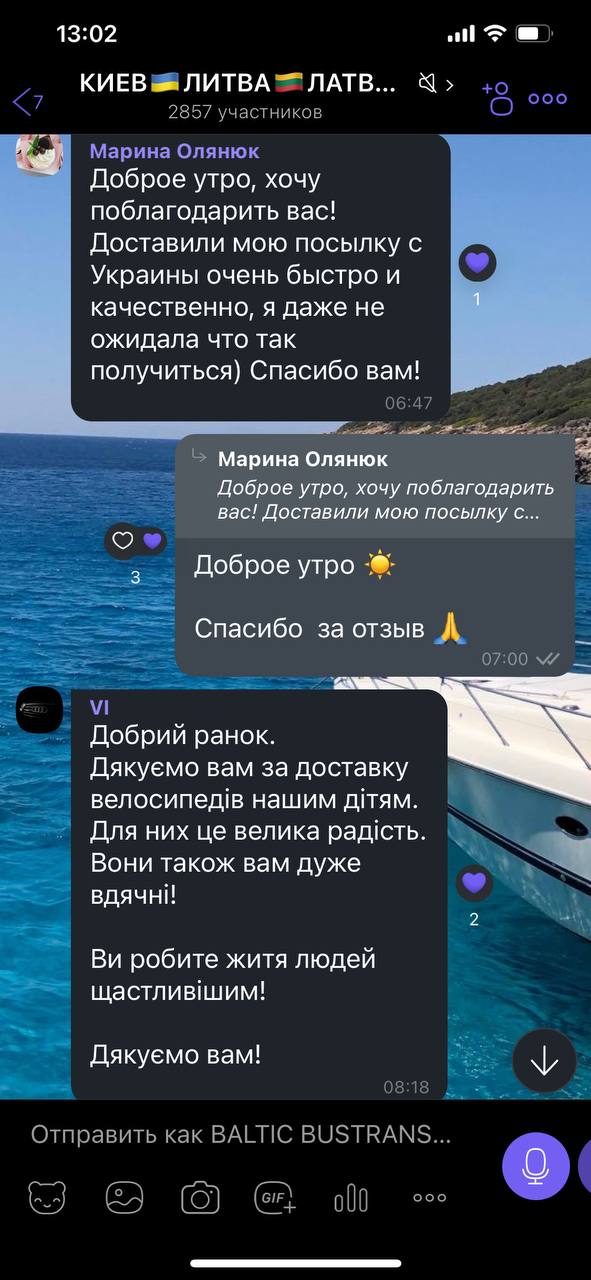 13:02
7
КИЕВ🇺🇦ЛИТВА🇱🇹ЛАТВ...
2857 участников
Марина Олянюк
Доброе утро, хочу
поблагодарить вас!
Доставили мою посылку с
Украины очень быстро и
качественно, я даже не
ожидала что так
получиться) Спасибо вам!
06:47
1
Марина Олянюк
Доброе утро, хочу поблагодарить
вас! Доставили мою посылку с...
Доброе утро ☀️
Спасибо за отзыв 🙏
07:00
3
VI
Добрий ранок.
Дякуємо вам за доставку
велосипедів нашим дітям.
Для них це велика радість.
Вони також вам дуже
вдячні!
Ви робите житя людей
щастливішим!
Дякуємо вам!
08:18
2
Отправить как BALTIC BUSTRANS...
GIF